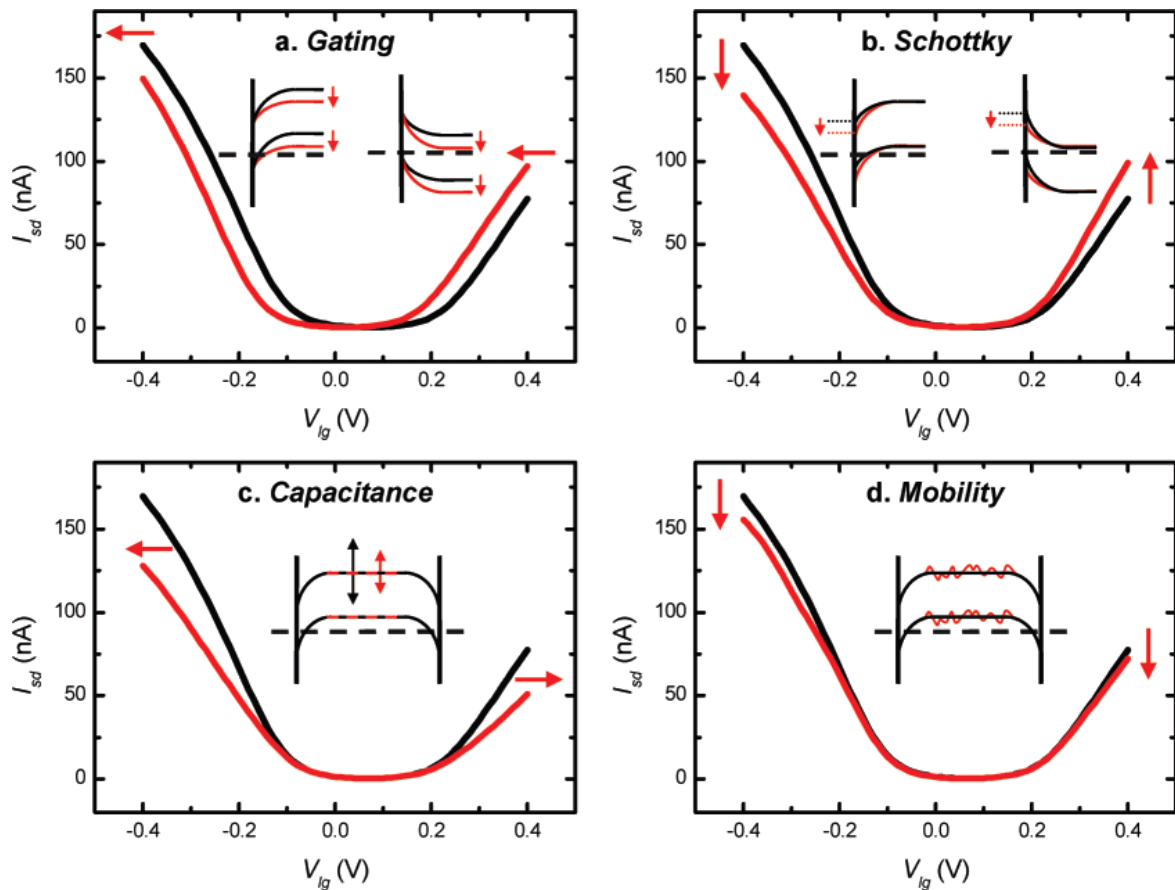 a. Gating
I_sd (nA)
150
100
50
0
-0.4 -0.2 0.0 0.2 0.4
V_lg (V)
b. Schottky
I_sd (nA)
150
100
50
0
-0.4 -0.2 0.0 0.2 0.4
V_lg (V)
c. Capacitance
I_sd (nA)
150
100
50
0
-0.4 -0.2 0.0 0.2 0.4
V_lg (V)
d. Mobility
I_sd (nA)
150
100
50
0
-0.4 -0.2 0.0 0.2 0.4
V_lg (V)